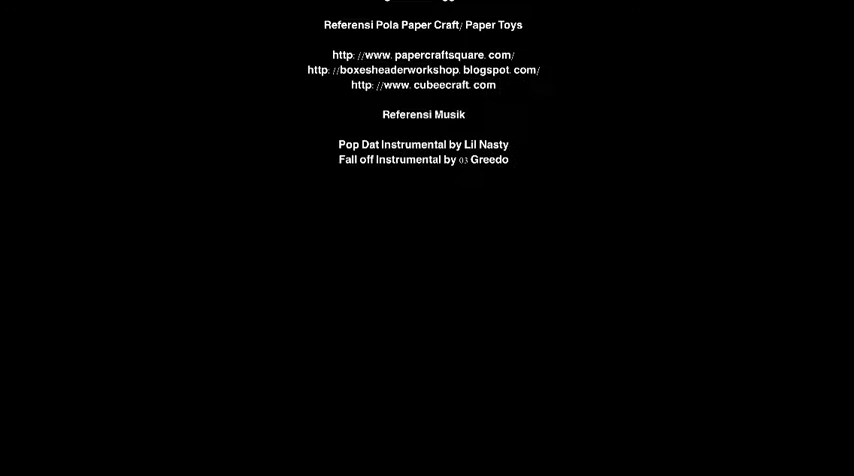 Referensi Pola Paper Craft/ Paper Toys
http: //www. papercraftsquare. com/
http: //boxesheaderworkshop. blogspot. com/
http: //www. cubeecraft. com
Referensi Musik
Pop Dat Instrumental by Lil Nasty
Fall off Instrumental by 03 Greedo